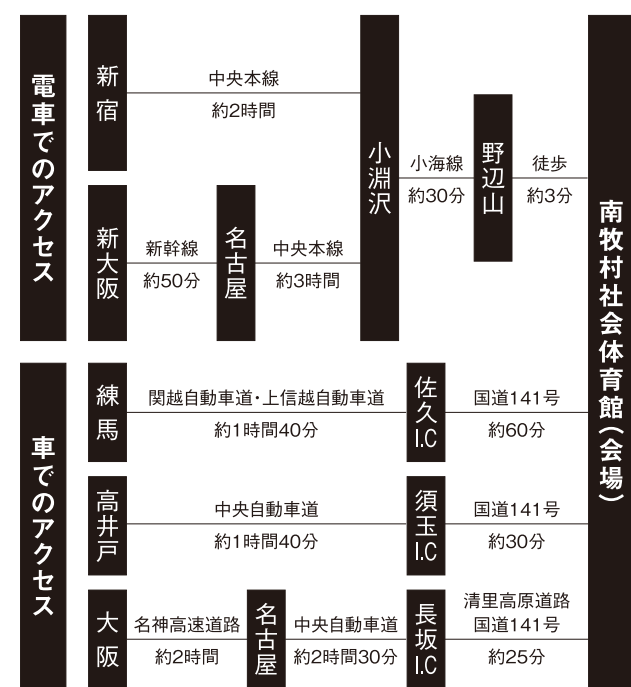 電車でのアクセス
新宿
中央本線
約2時間
新大阪
新幹線
約50分
名古屋
中央本線
約3時間
小淵沢
小海線
約30分
野辺山
徒歩
約3分
車でのアクセス
練馬
関越自動車道・上信越自動車道
約1時間40分
佐久I.C
国道141号
約60分
高井戸
中央自動車道
約1時間40分
須玉I.C
国道141号
約30分
大阪
名神高速道路
約2時間
名古屋
中央自動車道
約2時間30分
長坂I.C
清里高原道路
国道141号
約25分
南牧村社会体育館(会場)